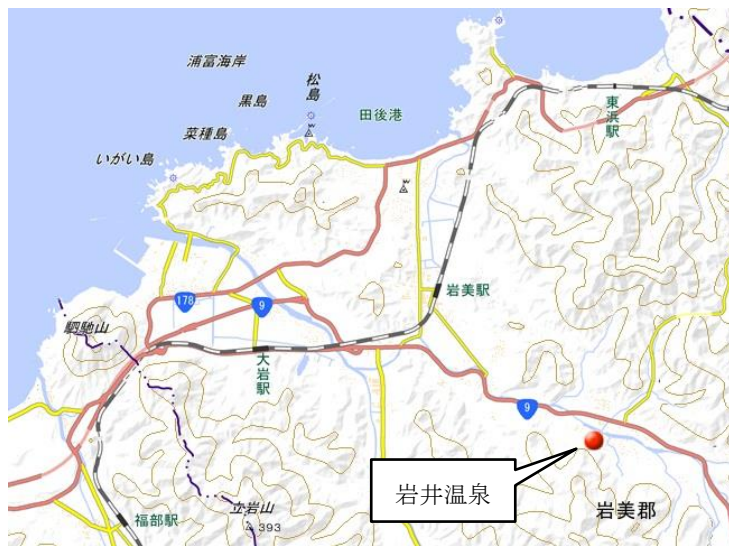 浦富海岸
松島
黒島
田後港
菜種島
いがい島
東浜駅
岩美駅
178
9
駟馳山
大岩駅
9
岩井温泉
立岩山
393
岩美郡
福部駅